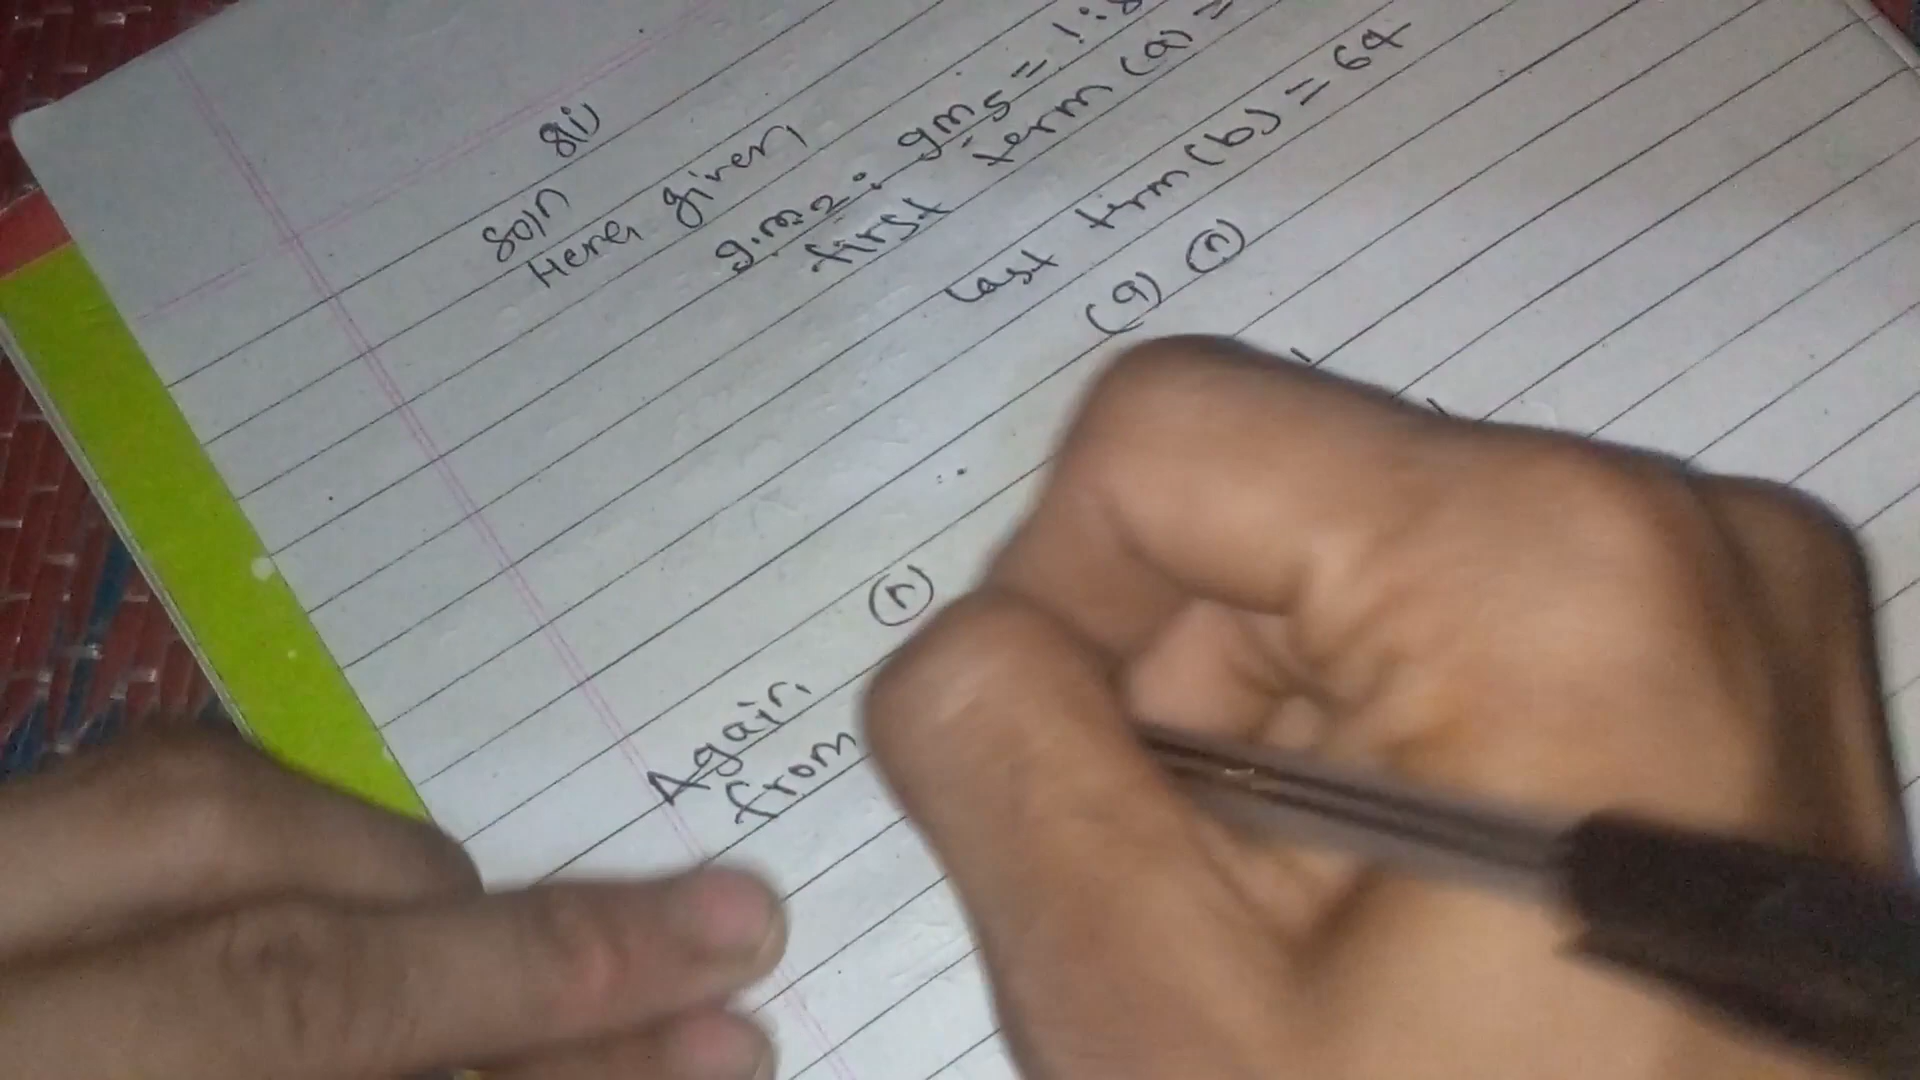 8ii)
Soln
Here, given,
g.m2 : gm5 = 1:8
first term (a) =
Last term (b) = 64
(a) (n)
(n)
Again,
from